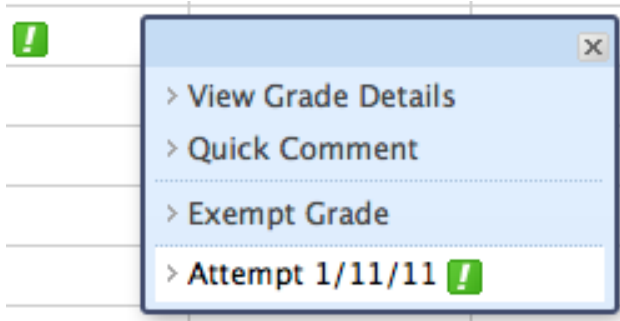 View Grade Details
Quick Comment
Exempt Grade
Attempt 1/11/11